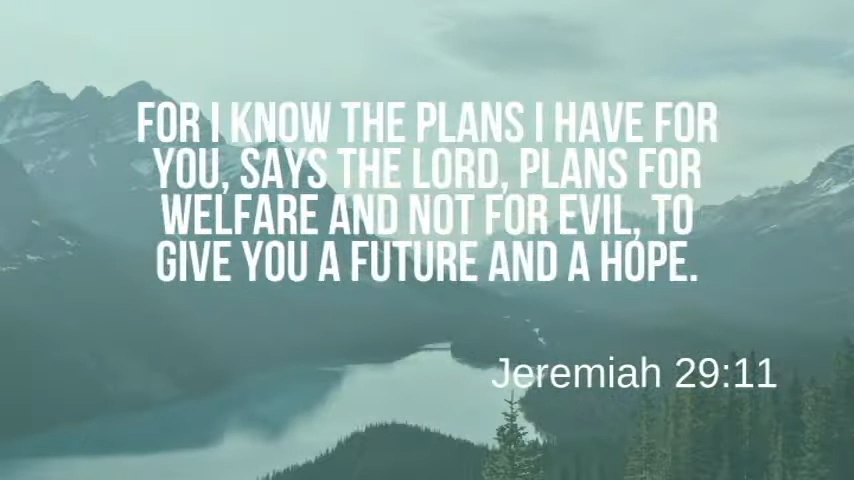 FOR I KNOW THE PLANS I HAVE FOR
YOU, SAYS THE LORD, PLANS FOR
WELFARE AND NOT FOR EVIL, TO
GIVE YOU A FUTURE AND A HOPE.
Jeremiah 29:11